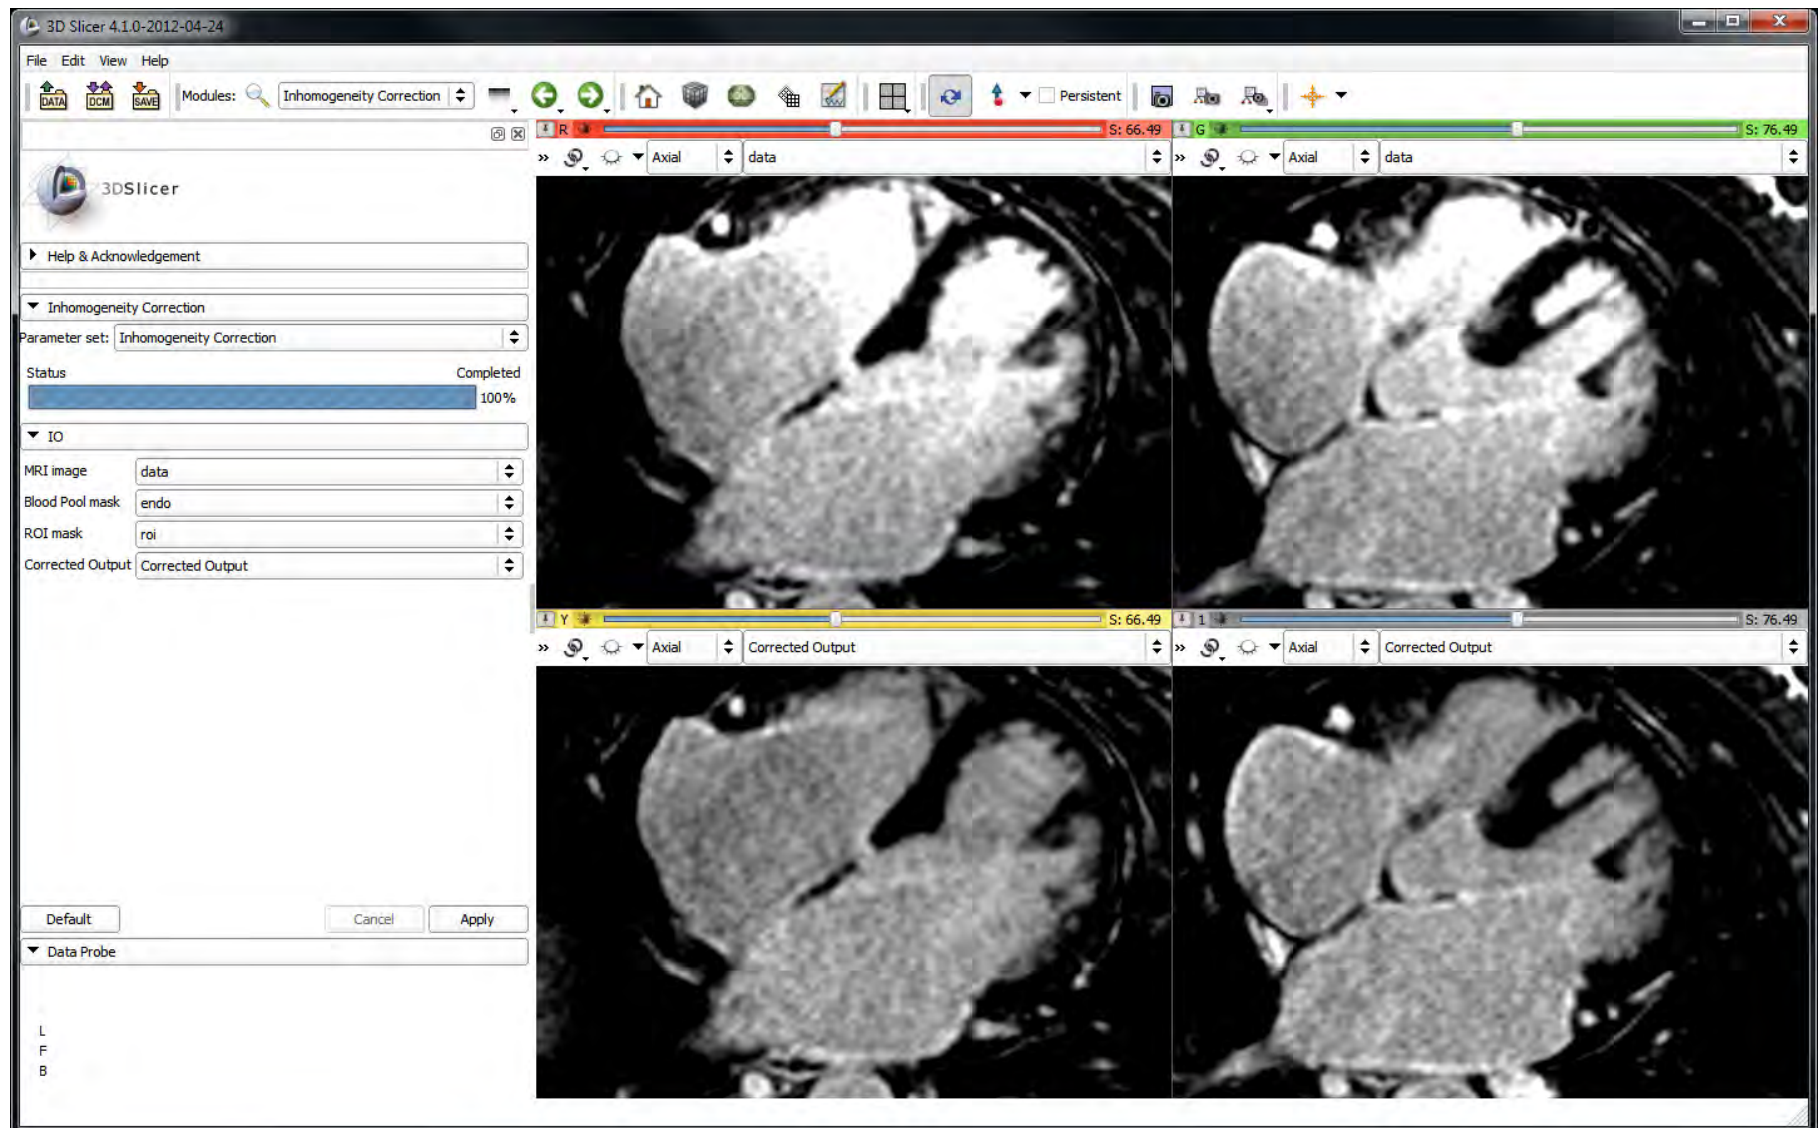 3D Slicer 4.1.0-2012-04-24
File Edit View Help
DATA DCM SAVE Modules: Inhomogeneity Correction Persistent
3DSlicer
Help & Acknowledgement
Inhomogeneity Correction
Parameter set: Inhomogeneity Correction
Status Completed
100%
IO
MRI image data
Blood Pool mask endo
ROI mask roi
Corrected Output Corrected Output
Default Cancel Apply
Data Probe
L
F
B
R S: 66.49
» Axial data
G S: 76.49
» Axial data
Y S: 66.49
» Axial Corrected Output
1 S: 76.49
» Axial Corrected Output